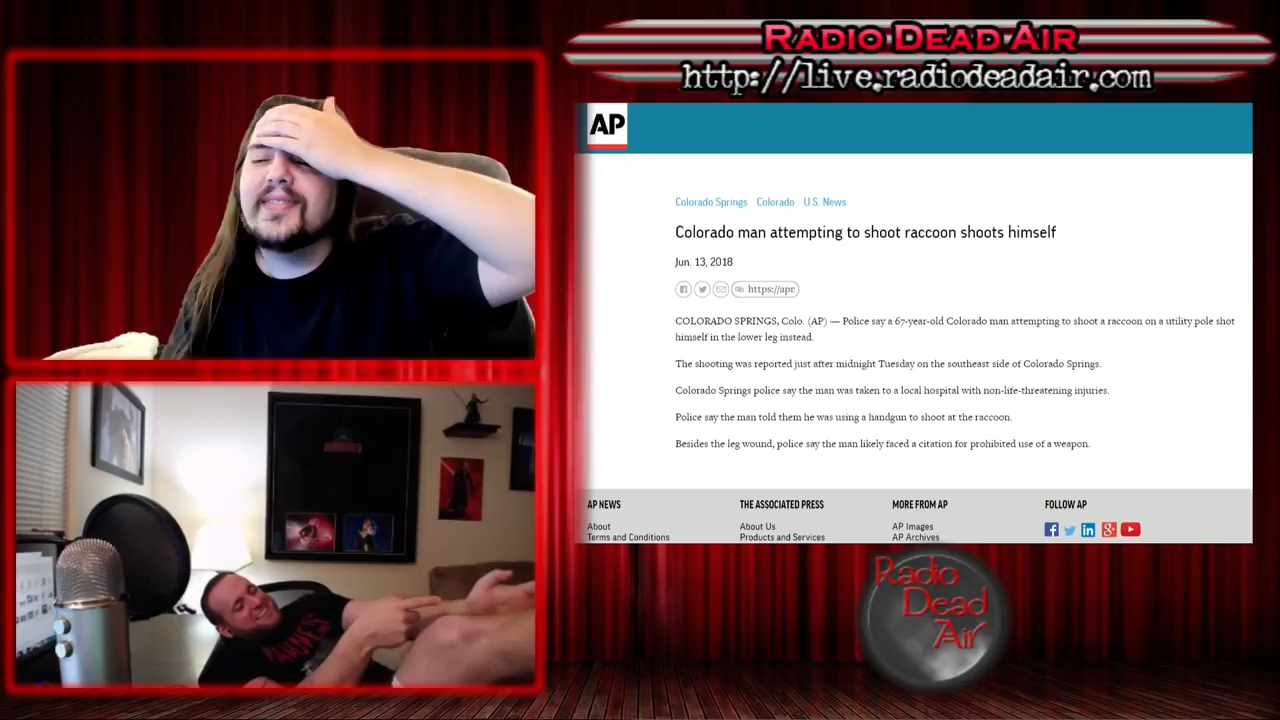 Radio Dead Air
http://live.radiodeadair.com
AP
Colorado Springs Colorado U.S. News
Colorado man attempting to shoot raccoon shoots himself
Jun. 13, 2018
https://apn
COLORADO SPRINGS, Colo. (AP) — Police say a 67-year-old Colorado man attempting to shoot a raccoon on a utility pole shot
himself in the lower leg instead.
The shooting was reported just after midnight Tuesday on the southeast side of Colorado Springs.
Colorado Springs police say the man was taken to a local hospital with non-life-threatening injuries.
Police say the man told them he was using a handgun to shoot at the raccoon.
Besides the leg wound, police say the man likely faced a citation for prohibited use of a weapon.
AP NEWS THE ASSOCIATED PRESS MORE FROM AP FOLLOW AP
About About Us AP Images
Terms and Conditions Products and Services AP Archives
Radio
Dead
Air